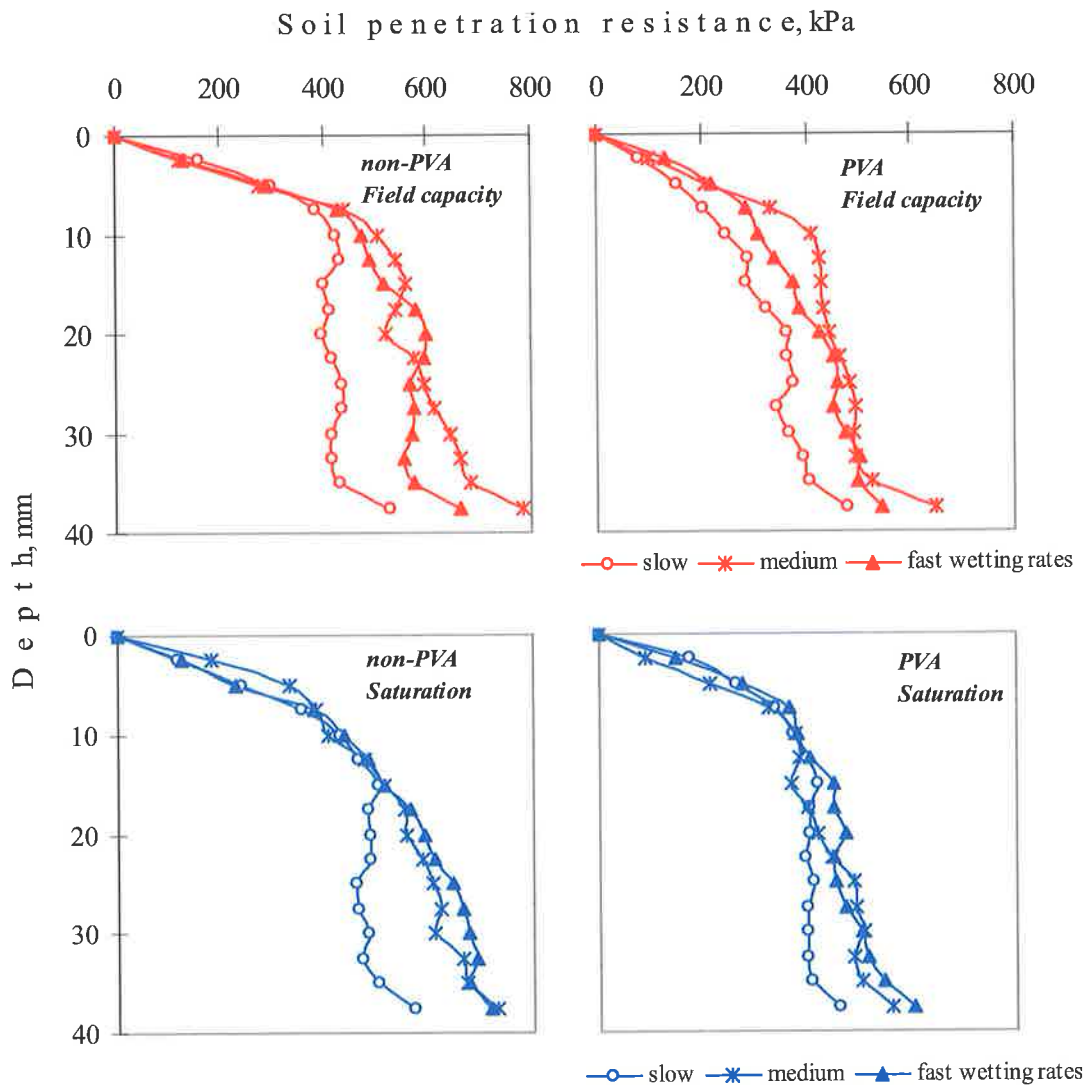 Soil penetration resistance, kPa
0 200 400 600 800
0 200 400 600 800
0
10
20
30
40
non-PVA
Field capacity
PVA
Field capacity
slow medium fast wetting rates
Depth, mm
0
10
20
30
40
non-PVA
Saturation
PVA
Saturation
slow medium fast wetting rates